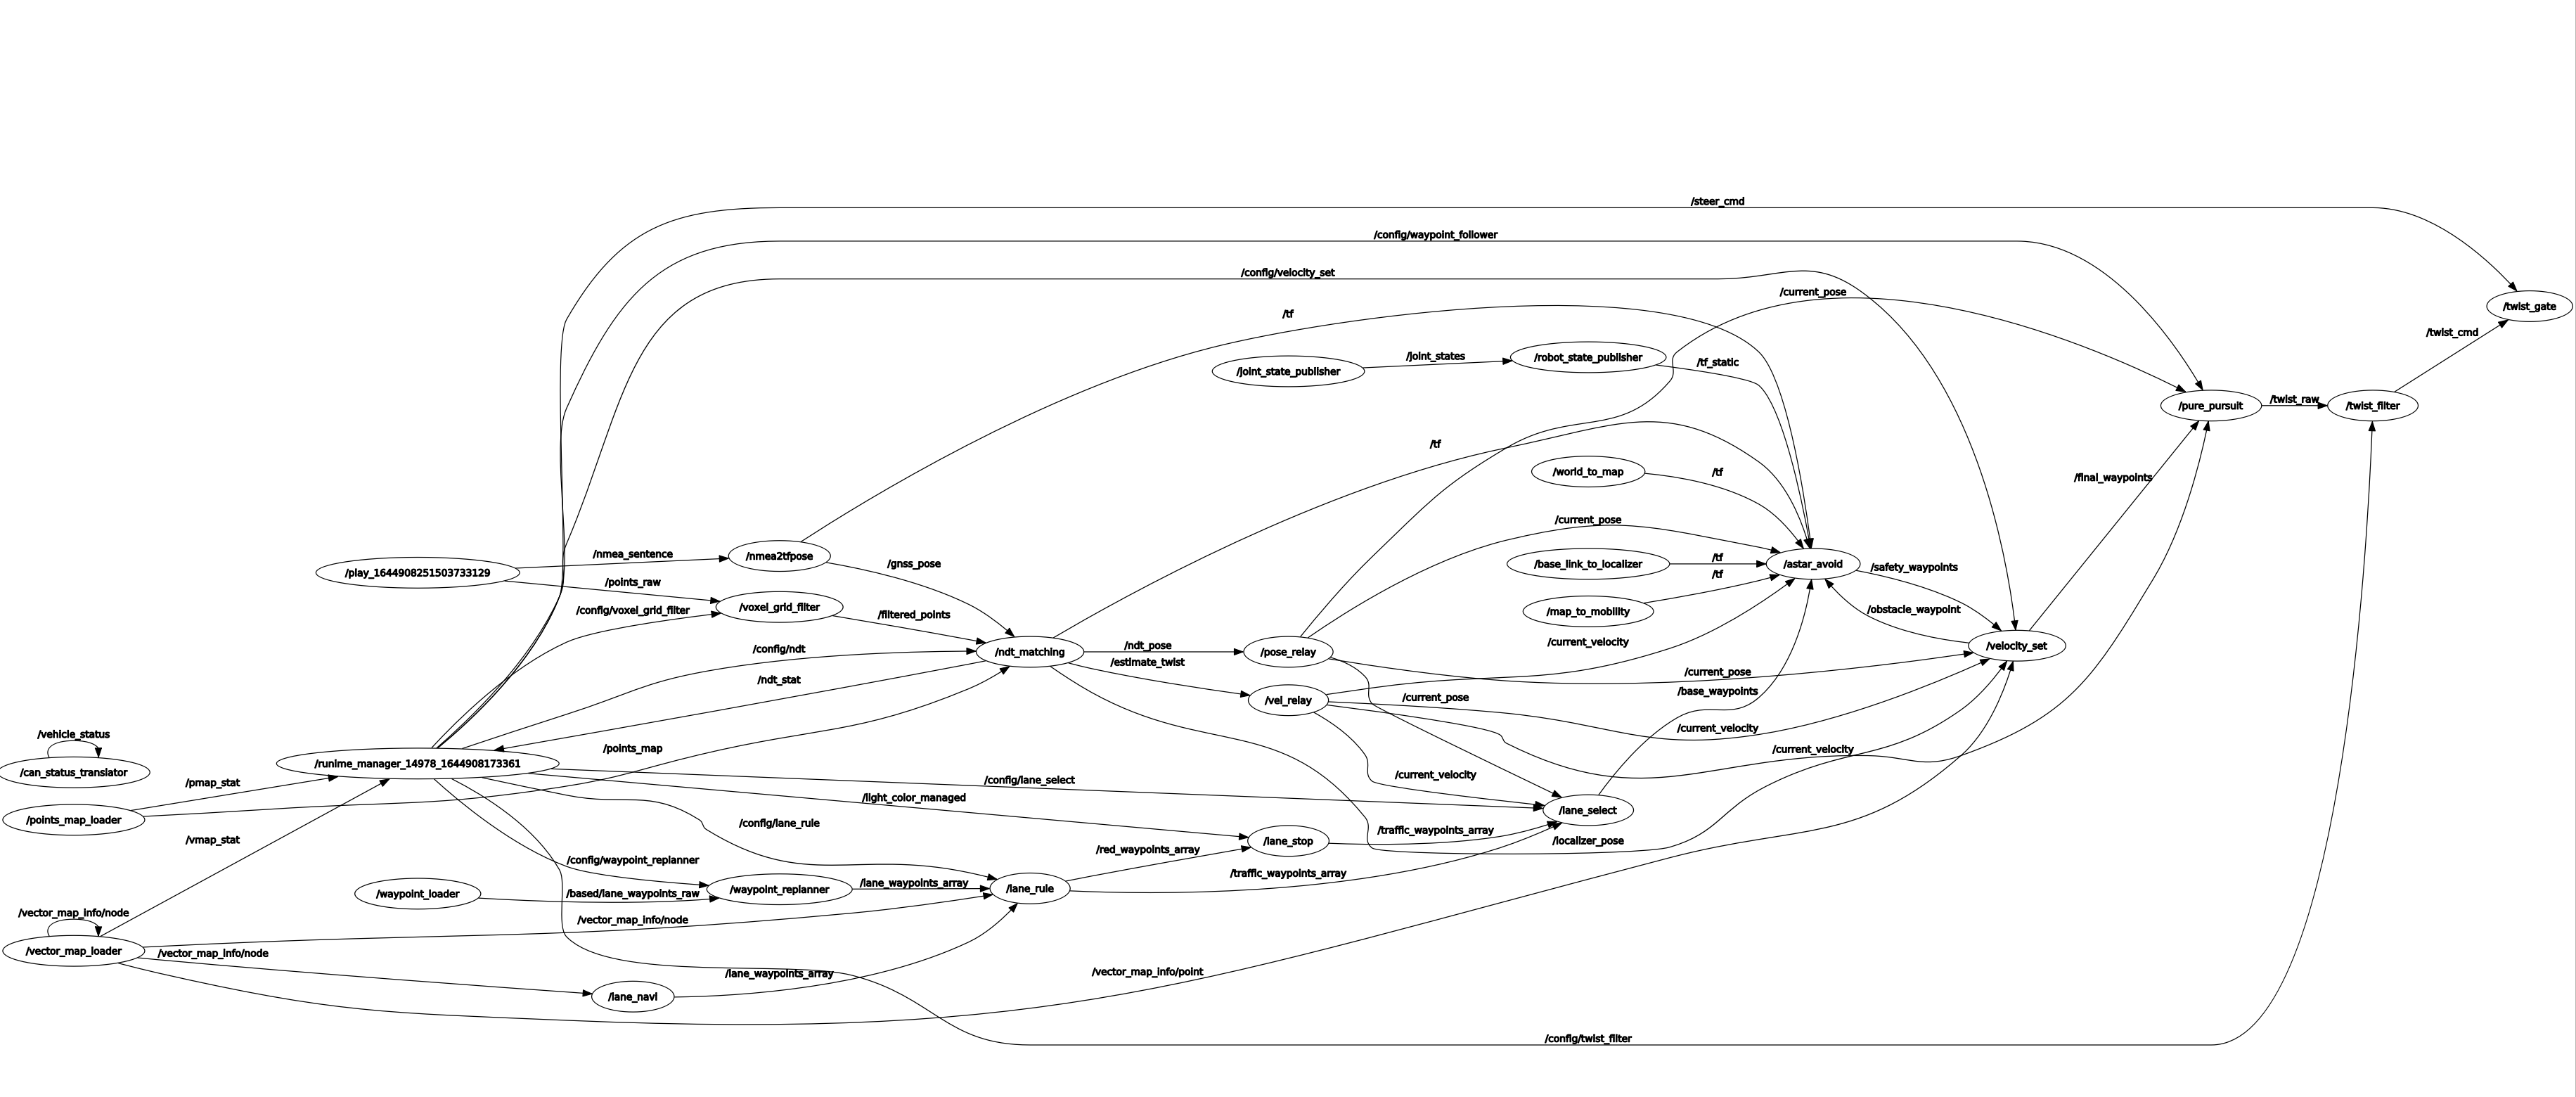 /steer_cmd
/config/waypoint_follower
/config/velocity_set
/current_pose
/twist_gate
/tf
/twist_cmd
/joint_states
/robot_state_publisher
/tf_static
/joint_state_publisher
/twist_raw
/pure_pursuit
/twist_filter
/tf
/world_to_map
/tf
/final_waypoints
/current_pose
/nmea_sentence
/nmea2tfpose
/gnss_pose
/base_link_to_localizer
/tf
/astar_avoid
/safety_waypoints
/play_1644908251503733129
/points_raw
/tf
/config/voxel_grid_filter
/voxel_grid_filter
/filtered_points
/map_to_mobility
/obstacle_waypoint
/config/ndt
/ndt_matching
/ndt_pose
/pose_relay
/current_velocity
/velocity_set
/estimate_twist
/ndt_stat
/current_pose
/vel_relay
/current_pose
/base_waypoints
/current_velocity
/vehicle_status
/points_map
/current_velocity
/can_status_translator
/runime_manager_14978_1644908173361
/pmap_stat
/config/lane_select
/current_velocity
/light_color_managed
/lane_select
/points_map_loader
/config/lane_rule
/traffic_waypoints_array
/vmap_stat
/lane_stop
/localizer_pose
/red_waypoints_array
/config/waypoint_replanner
/traffic_waypoints_array
/waypoint_loader
/based/lane_waypoints_raw
/waypoint_replanner
/lane_waypoints_array
/lane_rule
/vector_map_info/node
/vector_map_info/node
/vector_map_loader
/vector_map_info/node
/lane_waypoints_array
/vector_map_info/point
/lane_navi
/config/twist_filter